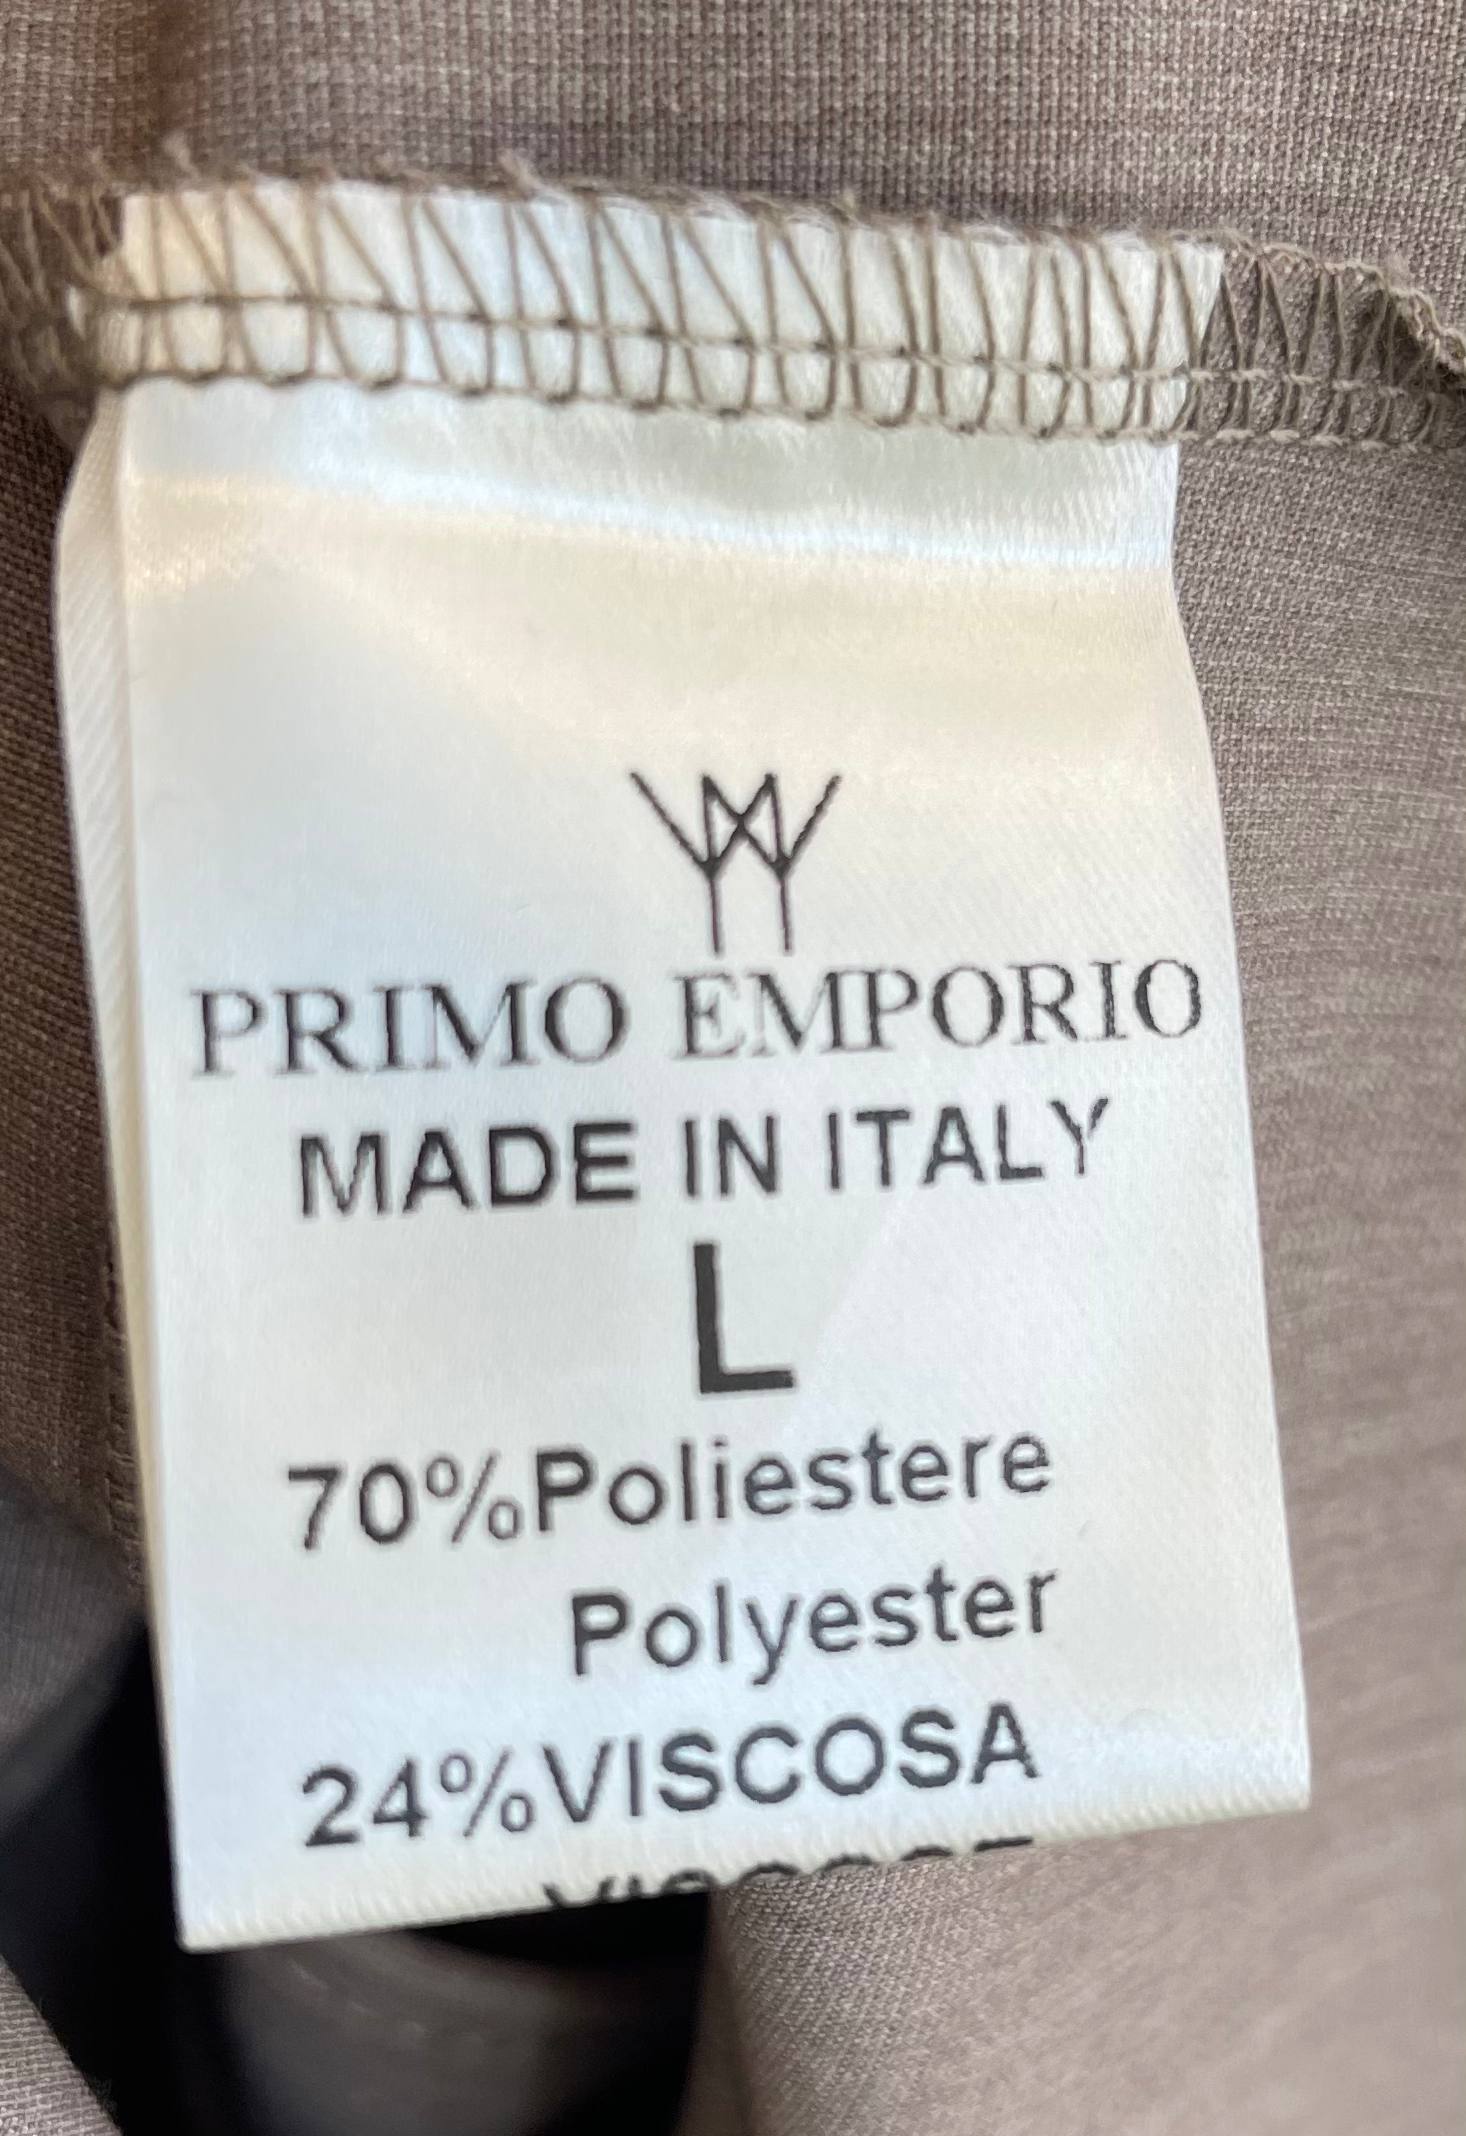 PRIMO EMPORIO
MADE IN ITALY
L
70%Poliestere
Polyester
24%VISCOSA